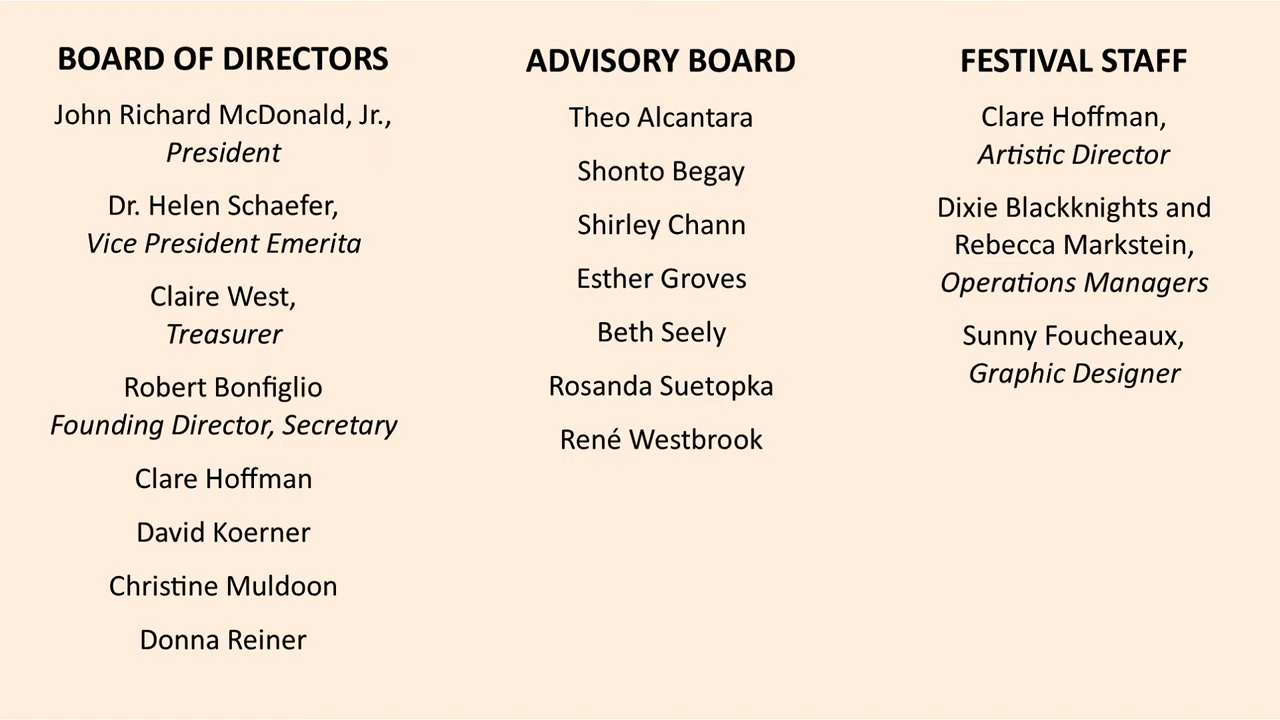 BOARD OF DIRECTORS
John Richard McDonald, Jr.,
President
Dr. Helen Schaefer,
Vice President Emerita
Claire West,
Treasurer
Robert Bonfiglio
Founding Director, Secretary
Clare Hoffman
David Koerner
Christine Muldoon
Donna Reiner
ADVISORY BOARD
Theo Alcantara
Shonto Begay
Shirley Chann
Esther Groves
Beth Seely
Rosanda Suetopka
René Westbrook
FESTIVAL STAFF
Clare Hoffman,
Artistic Director
Dixie Blackknights and
Rebecca Markstein,
Operations Managers
Sunny Foucheaux,
Graphic Designer